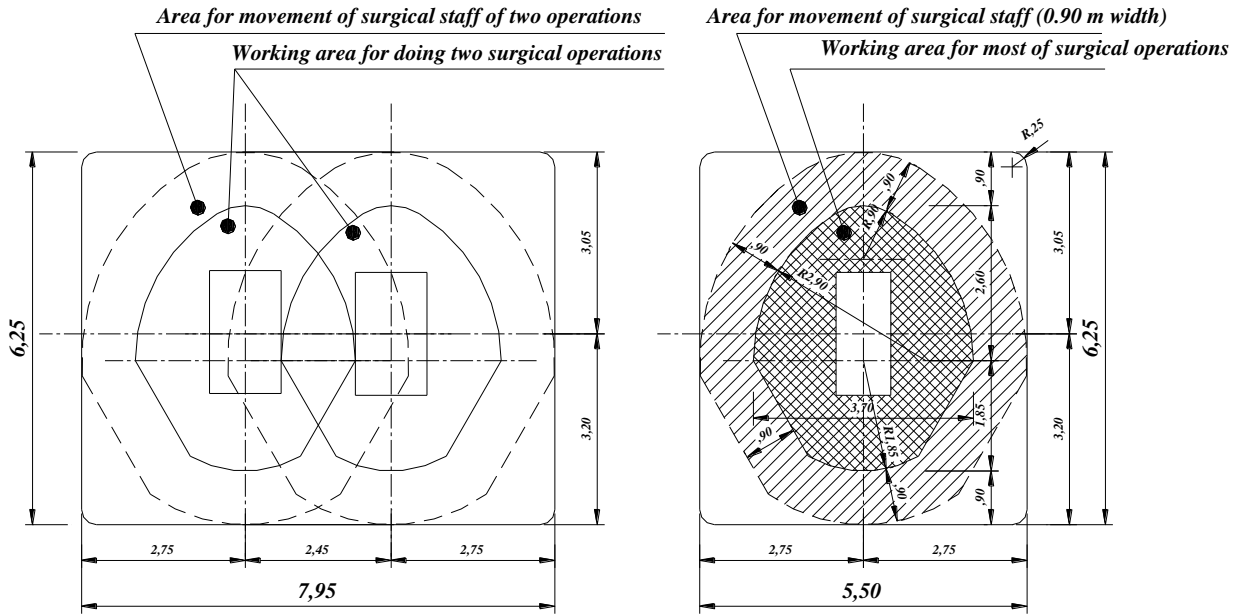 Area for movement of surgical staff of two operations
Working area for doing two surgical operations
Area for movement of surgical staff (0.90 m width)
Working area for most of surgical operations
6,25
3,05
3,20
2,75
2,45
2,75
7,95
R,25
,90
,90
R,90
,90
R2,90
2,60
3,05
6,25
3,70
1,85
,90
R1,85
3,20
,90
,90
2,75
2,75
5,50